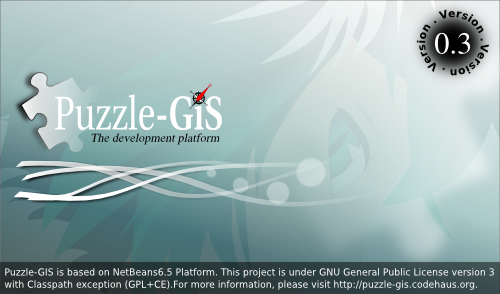 Version · Version · Version · Version ·
0.3
Puzzle-GiS
The development platform
Puzzle-GIS is based on NetBeans6.5 Platform. This project is under GNU General Public License version 3
with Classpath exception (GPL+CE).For more information, please visit http://puzzle-gis.codehaus.org.